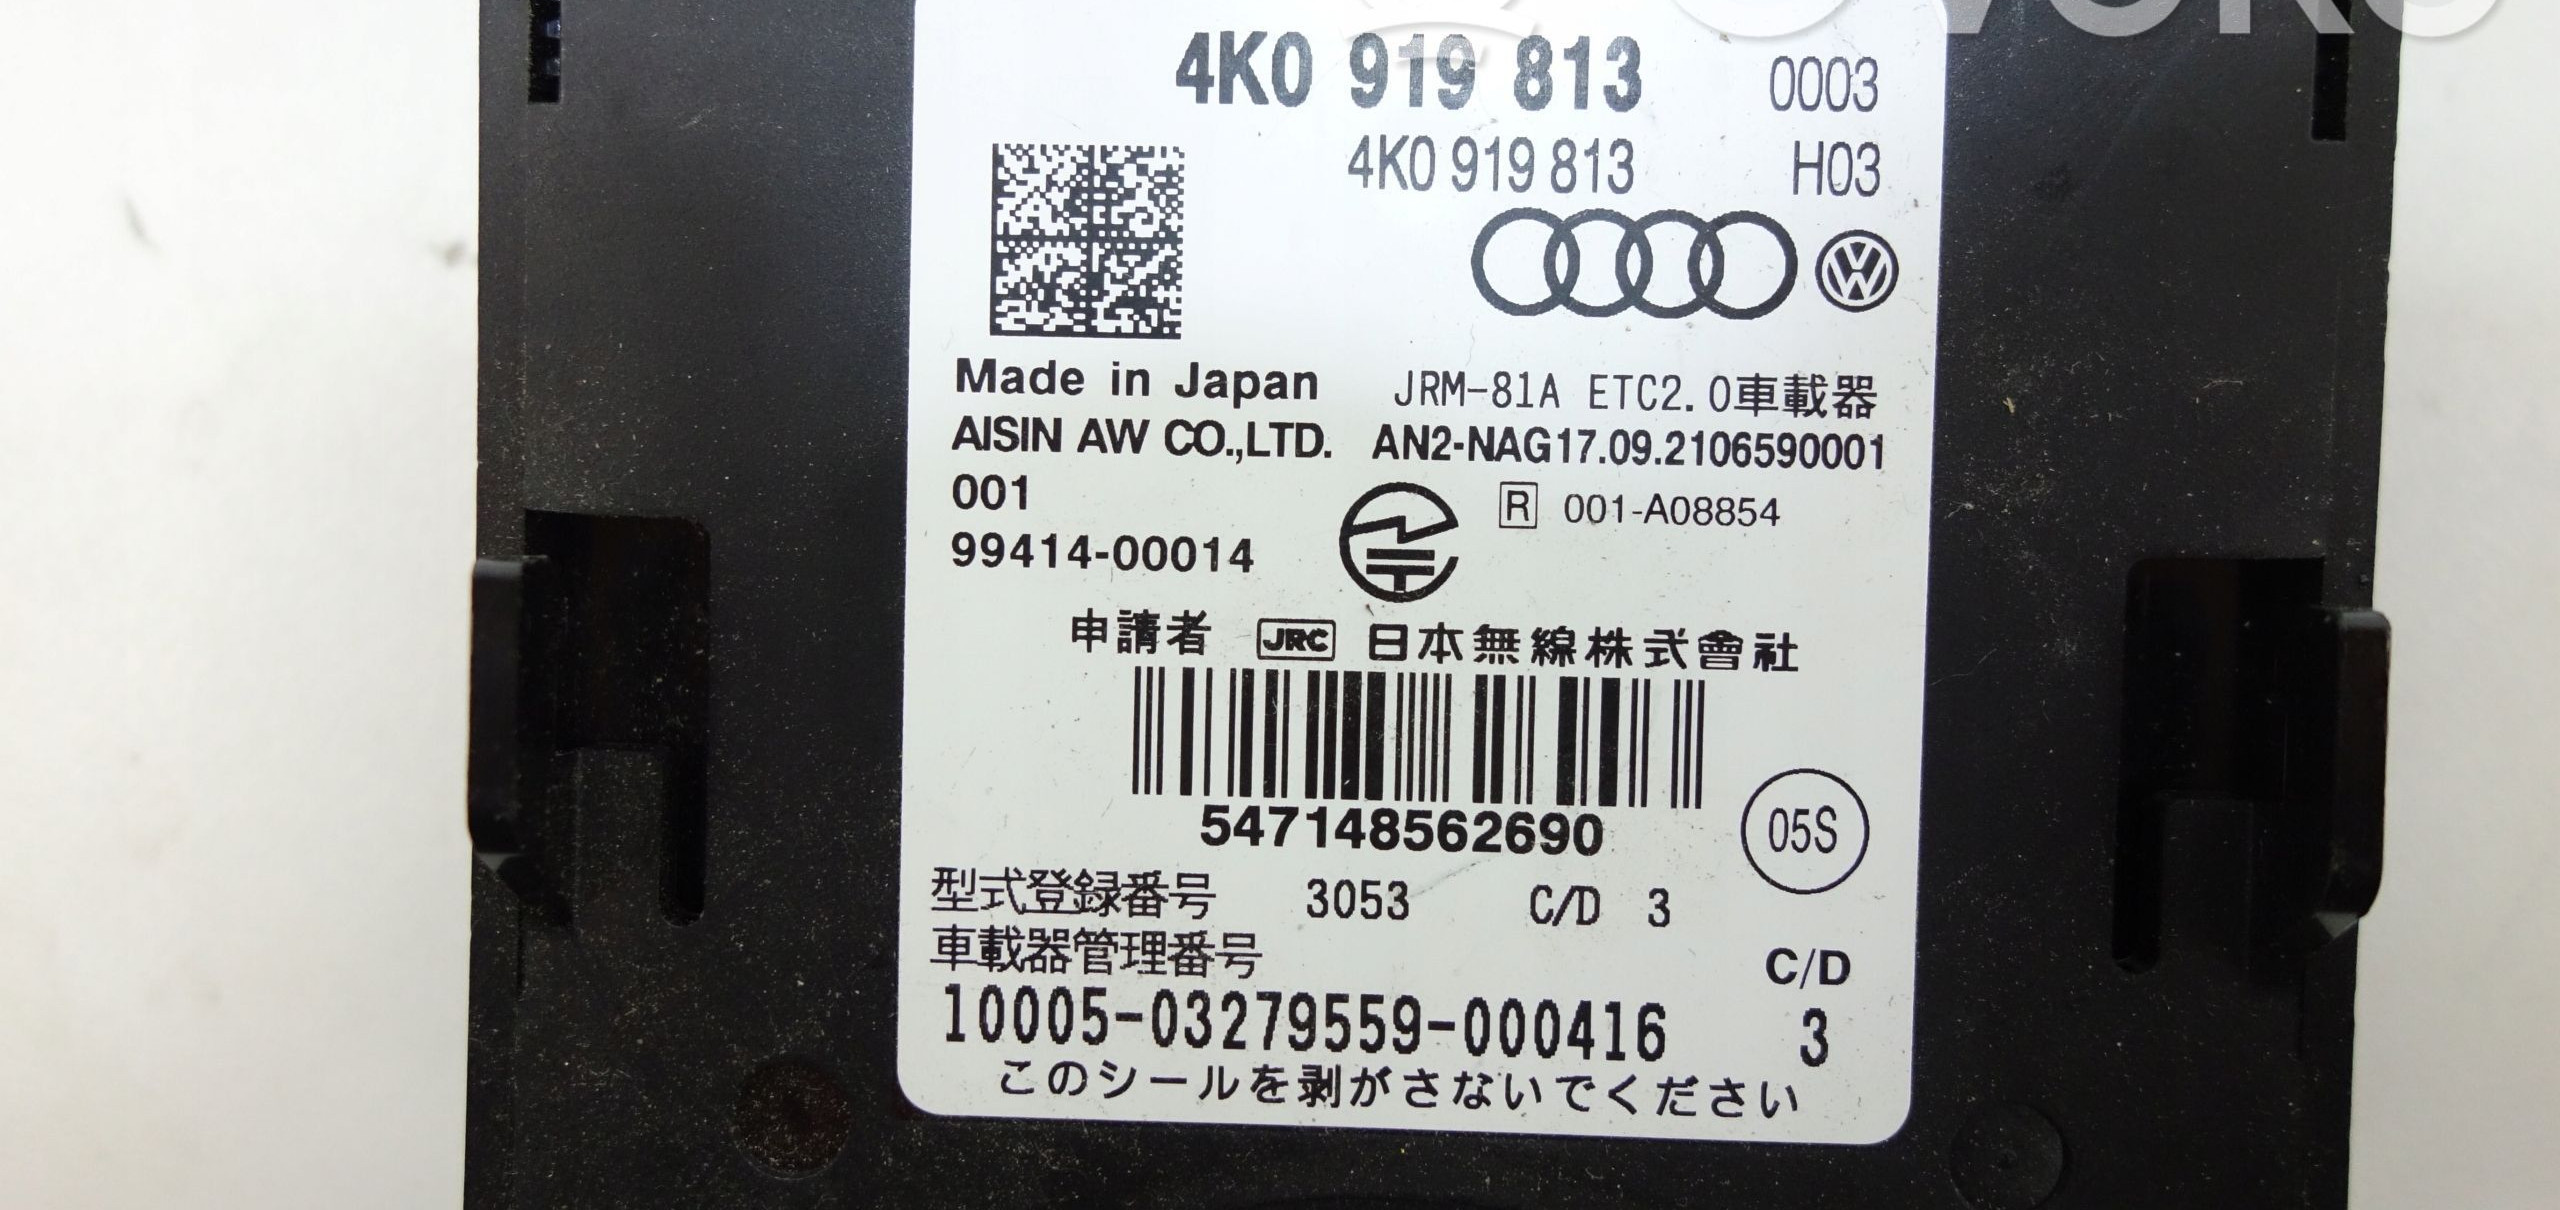 4K0 919 813 0003
4K0 919 813 H03
Made in Japan JRM-81A ETC2.0車載器
AISIN AW CO.,LTD. AN2-NAG17.09.2106590001
001 R 001-A08854
99414-00014
申請者 JRC 日本無線株式會社
547148562690
05S
型式登録番号 3053 C/D 3
車載器管理番号 C/D
10005-03279559-000416 3
このシールを剥がさないでください